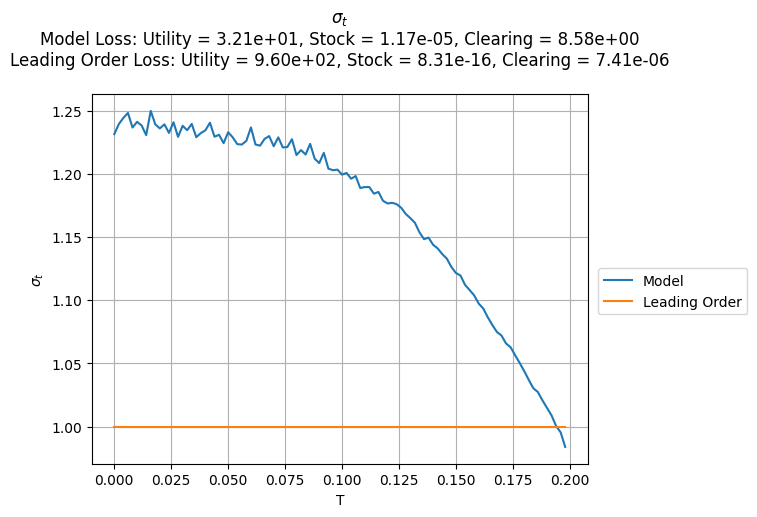 σt
Model Loss: Utility = 3.21e+01, Stock = 1.17e-05, Clearing = 8.58e+00
Leading Order Loss: Utility = 9.60e+02, Stock = 8.31e-16, Clearing = 7.41e-06
1.25
1.20
1.15
1.10
1.05
1.00
σt
0.000 0.025 0.050 0.075 0.100 0.125 0.150 0.175 0.200
T
Model
Leading Order